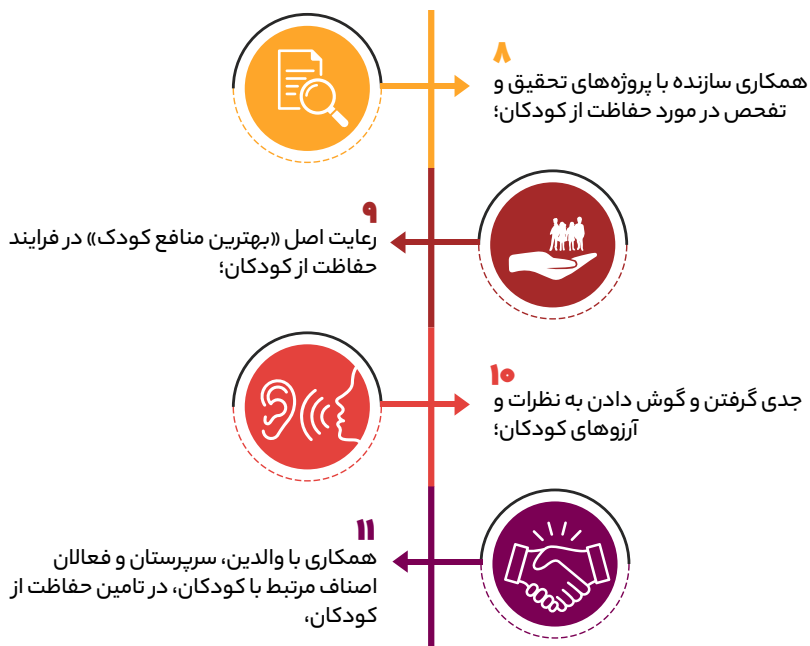 ۸
همکاری سازنده با پروژه‌های تحقیق و
تفحص در مورد حفاظت از کودکان؛
۹
رعایت اصل «بهترین منافع کودک» در فرایند
حفاظت از کودکان؛
۱۰
جدی گرفتن و گوش دادن به نظرات و
آرزوهای کودکان؛
۱۱
همکاری با والدین، سرپرستان و فعالان
اصناف مرتبط با کودکان، در تامین حفاظت از
کودکان،